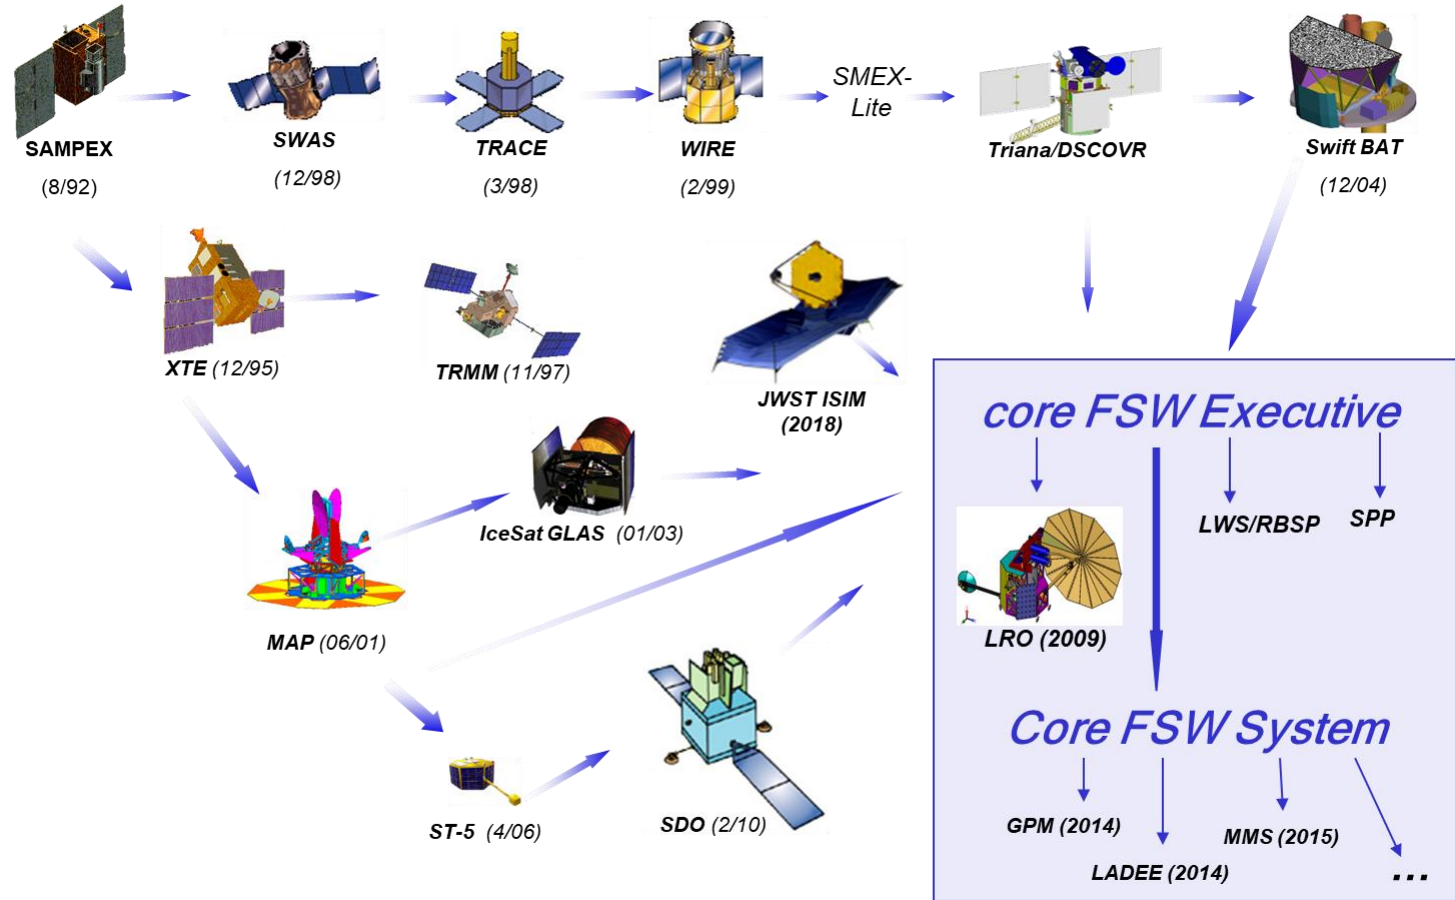 SAMPEX
(8/92)
SWAS
(12/98)
TRACE
(3/98)
WIRE
(2/99)
SMEX-
Lite
Triana/DSCOVR
Swift BAT
(12/04)
XTE (12/95)
TRMM (11/97)
JWST ISIM
(2018)
IceSat GLAS (01/03)
MAP (06/01)
ST-5 (4/06)
SDO (2/10)
core FSW Executive
LWS/RBSP
SPP
LRO (2009)
Core FSW System
GPM (2014)
MMS (2015)
LADEE (2014)
...